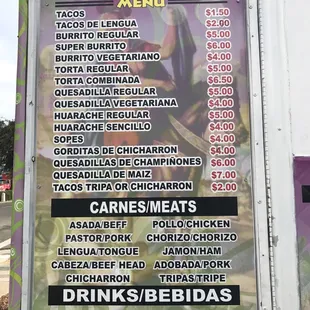 MENU
TACOS $1.50
TACOS DE LENGUA $2.00
BURRITO REGULAR $5.00
SUPER BURRITO $6.00
BURRITO VEGETARIANO $4.00
TORTA REGULAR $5.00
TORTA COMBINADA $6.50
QUESADILLA REGULAR $5.00
QUESADILLA VEGETARIANA $4.00
HUARACHE REGULAR $5.00
HUARACHE SENCILLO $4.00
SOPES $4.00
GORDITAS DE CHICHARRON $4.00
QUESADILLAS DE CHAMPIÑONES $6.00
QUESADILLA DE MAIZ $7.00
TACOS TRIPA OR CHICHARRON $2.00
CARNES/MEATS
ASADA/BEEF POLLO/CHICKEN
PASTOR/PORK CHORIZO/CHORIZO
LENGUA/TONGUE JAMON/HAM
CABEZA/BEEF HEAD ADOBADA/PORK
CHICHARRON TRIPAS/TRIPE
DRINKS/BEBIDAS